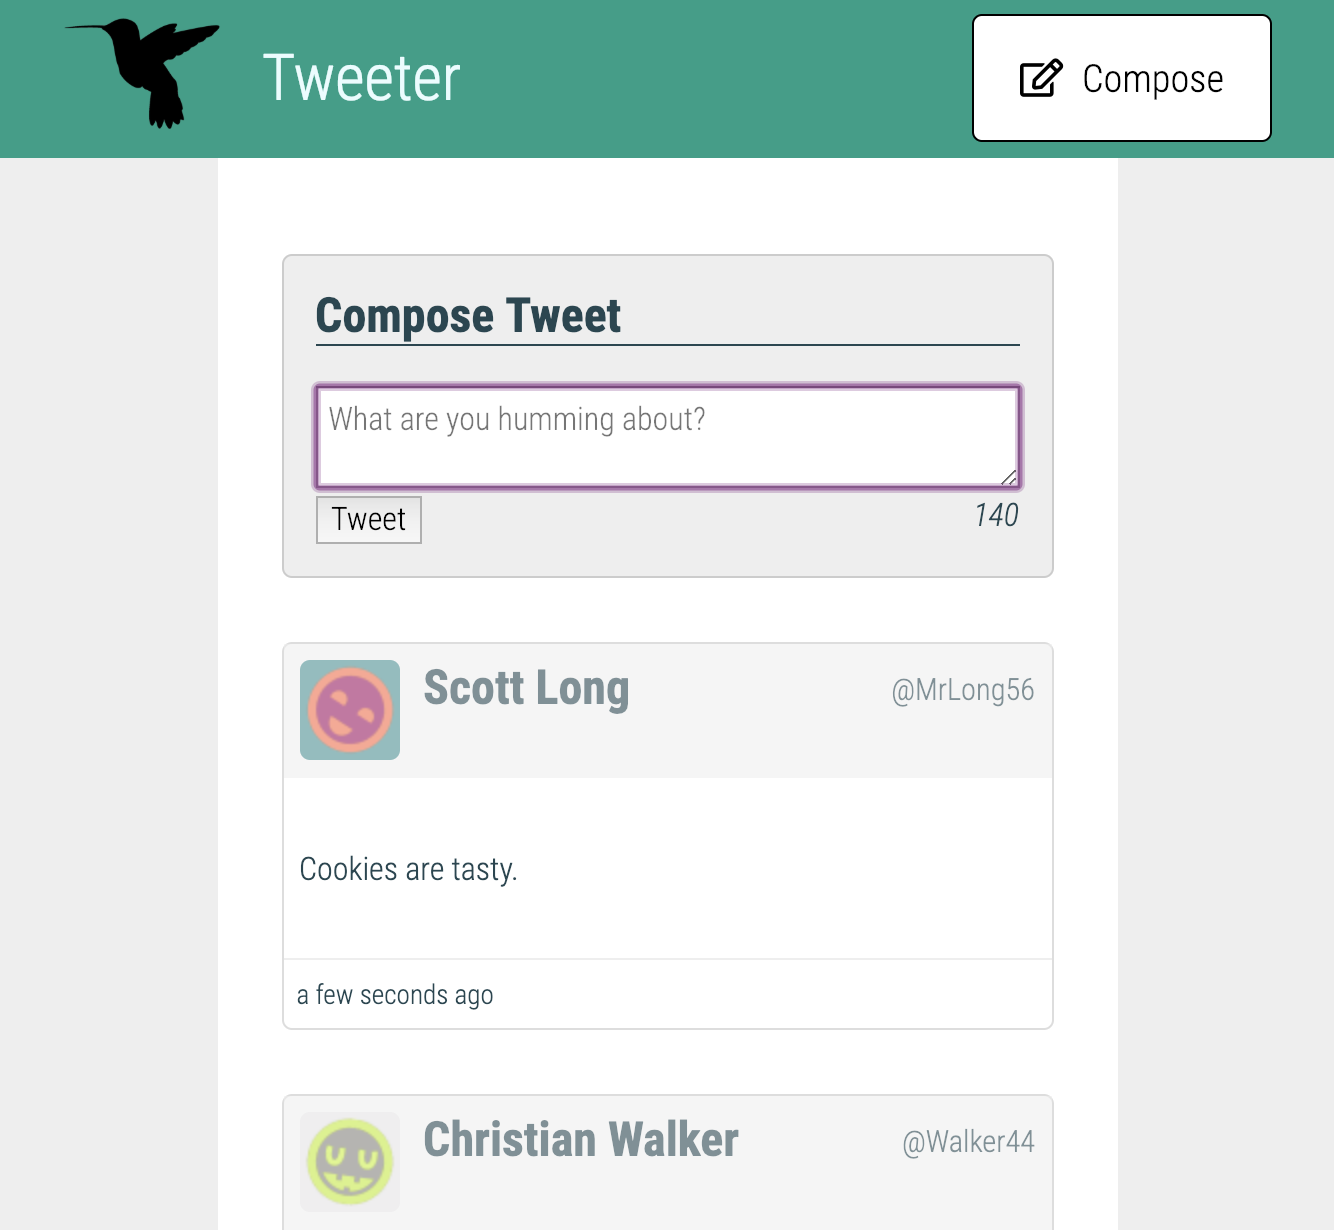 Tweeter
Compose
Compose Tweet
What are you humming about?
Tweet
140
Scott Long
@MrLong56
Cookies are tasty.
a few seconds ago
Christian Walker
@Walker44